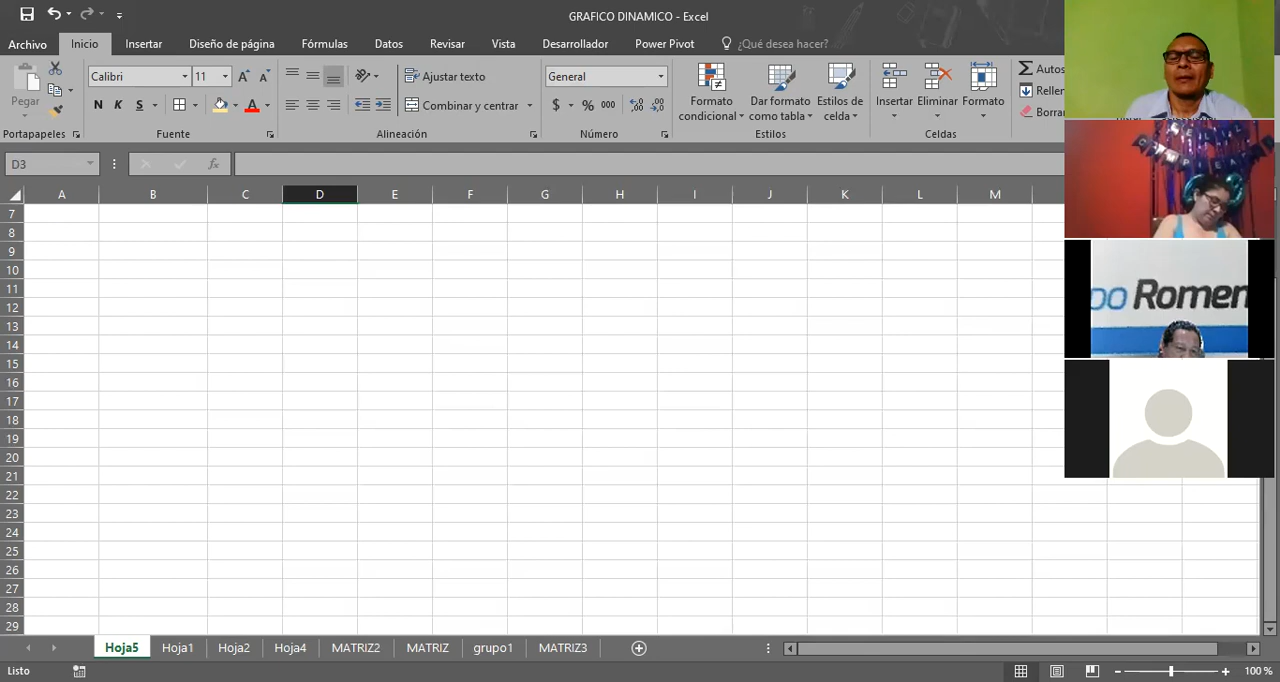 GRAFICO DINAMICO - Excel
Archivo Inicio Insertar Diseño de página Fórmulas Datos Revisar Vista Desarrollador Power Pivot ¿Qué desea hacer?
Pegar
Calibri 11
N K S
Ajustar texto
Combinar y centrar
General
$ % 000
Formato condicional
Dar formato como tabla
Estilos de celda
Insertar Eliminar Formato
Autos
Rellen
Borra
Portapapeles Fuente Alineación Número Estilos Celdas
D3 fx
A B C D E F G H I J K L M
7
8
9
10
11
12
13
14
15
16
17
18
19
20
21
22
23
24
25
26
27
28
29
oo Romen
Hoja5 Hoja1 Hoja2 Hoja4 MATRIZ2 MATRIZ grupo1 MATRIZ3
Listo 100 %